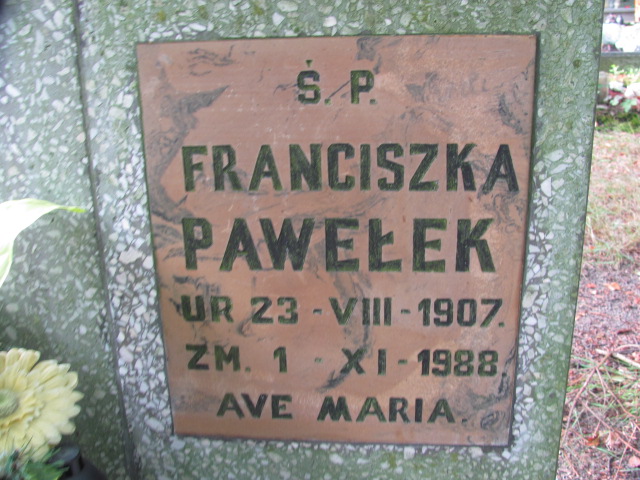 Ś. P.
FRANCISZKA
PAWEŁEK
UR 23 - VIII - 1907.
ZM. 1 - XI - 1988.
AVE MARIA.